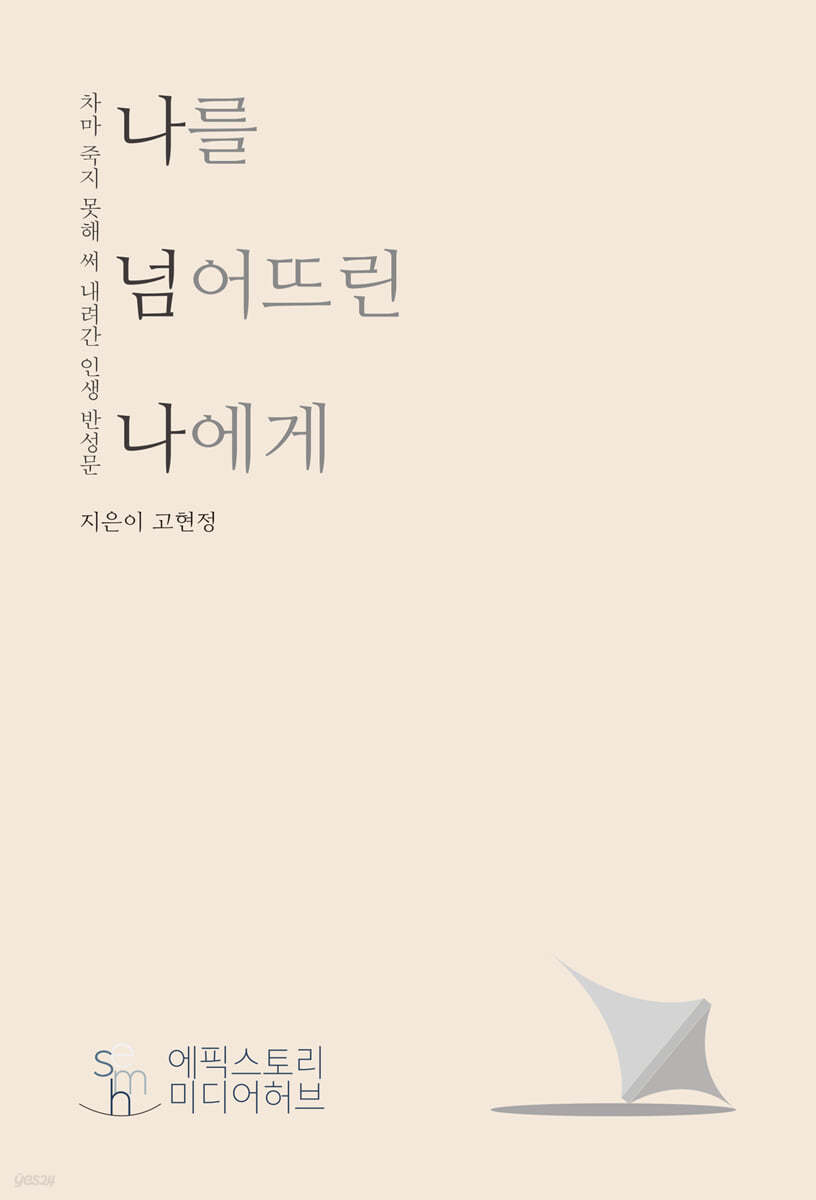 차마 죽지 못해 써 내려간 인생 반성문
나를
넘어뜨린
나에게
지은이 고현정
semh
에픽스토리
미디어허브
yes24